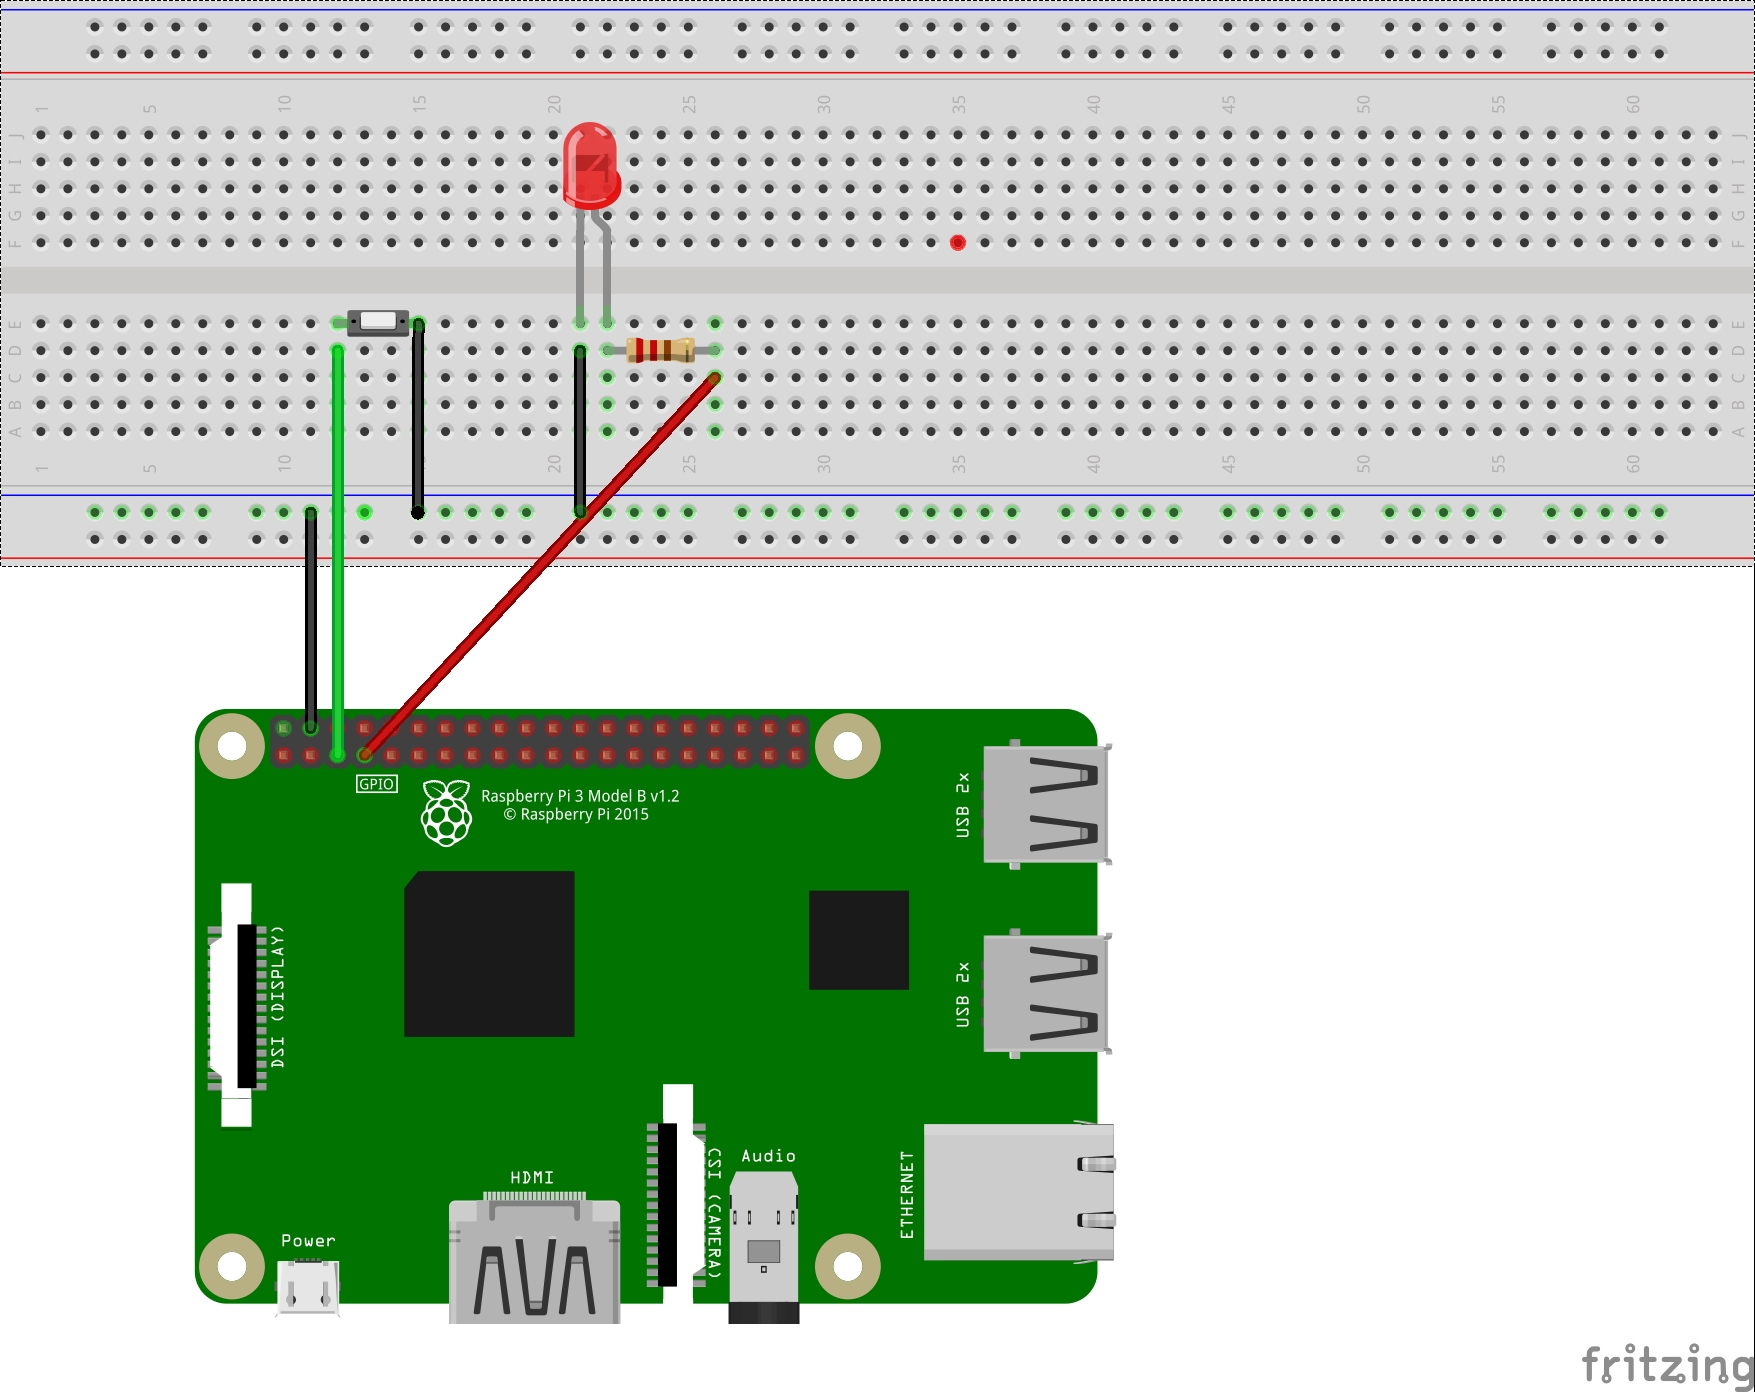 1 5 10 15 20 25 30 35 40 45 50 55 60
J J
I I
H H
G G
F F
E E
D D
C C
B B
A A
1 5 10 15 20 25 30 35 40 45 50 55 60
GPIO
Raspberry Pi 3 Model B v1.2
© Raspberry Pi 2015
USB 2x
DSI (DISPLAY)
USB 2x
HDMI
CSI (CAMERA)
Audio
ETHERNET
Power
fritzing